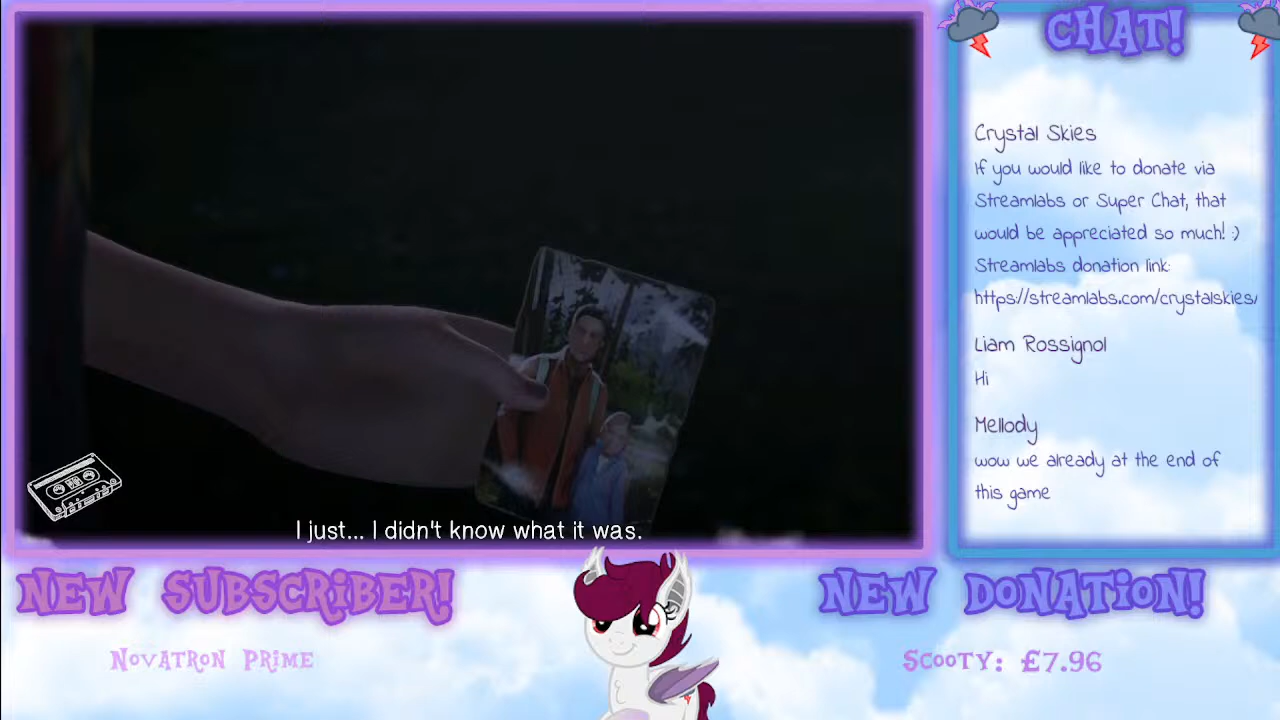 CHAT!
Crystal Skies
If you would like to donate via
Streamlabs or Super Chat, that
would be appreciated so much! :)
Streamlabs donation link:
https://streamlabs.com/crystalskies/
Liam Rossignol
Hi
Mellody
wow we already at the end of
this game
I just... I didn't know what it was.
NEW SUBSCRIBER!
NEW DONATION!
Novatron Prime
Scooty: £7.96